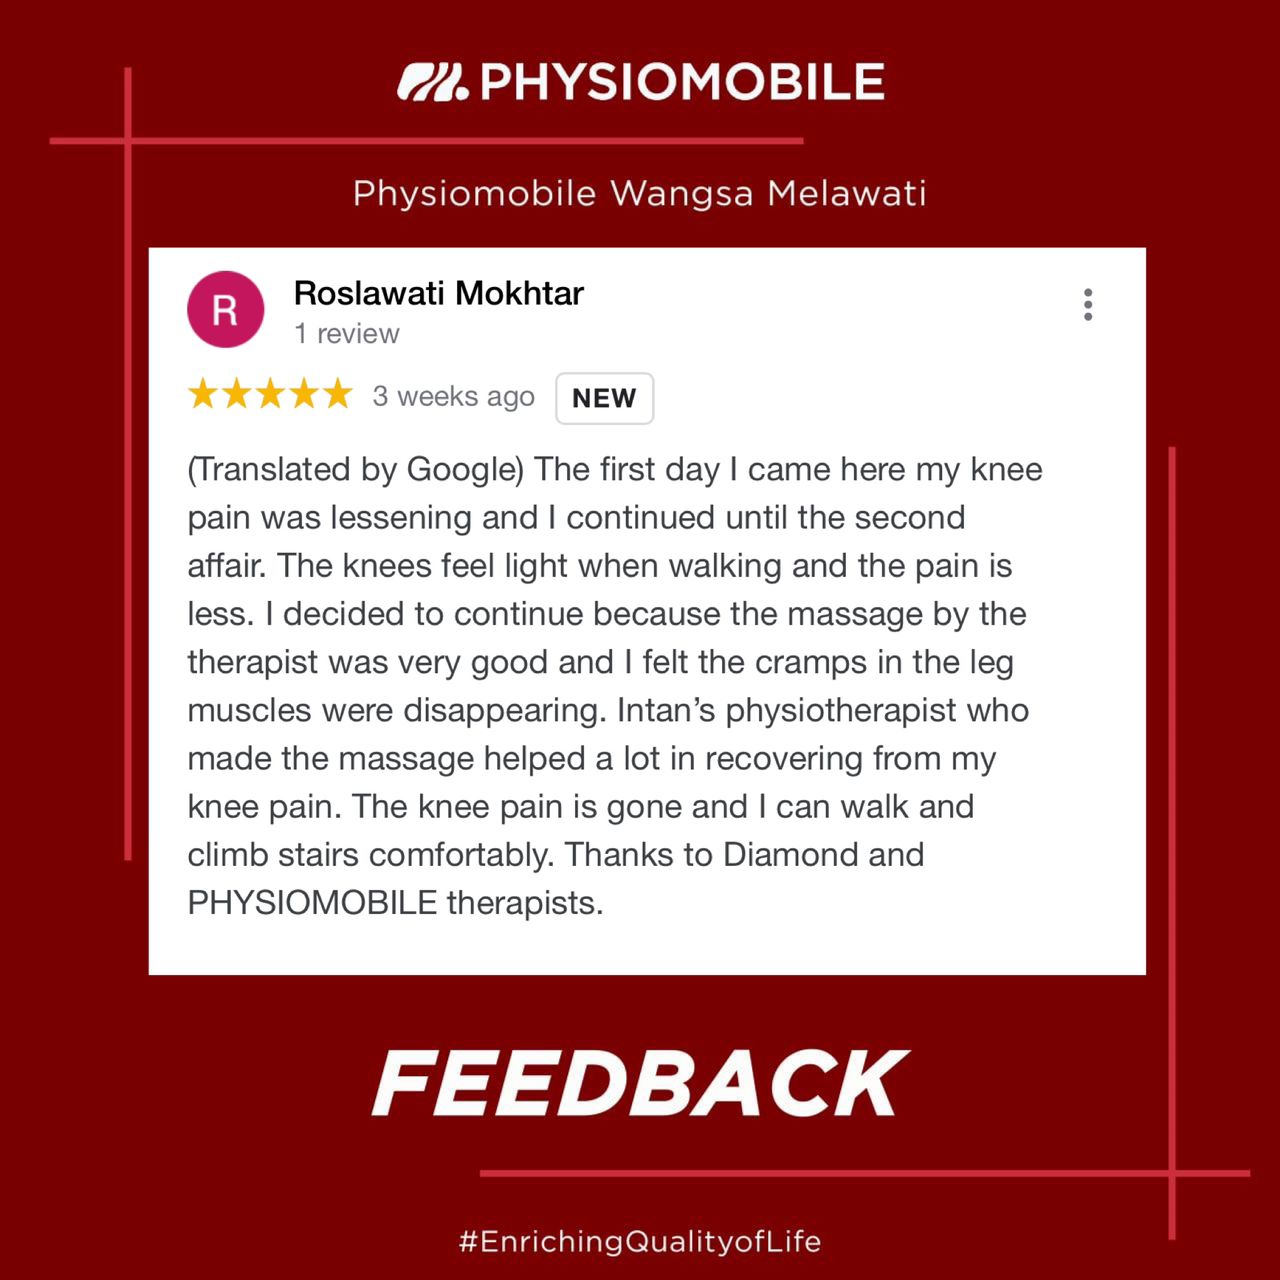 PHYSIOMOBILE
Physiomobile Wangsa Melawati
R
Roslawati Mokhtar
1 review
3 weeks ago NEW
(Translated by Google) The first day I came here my knee
pain was lessening and I continued until the second
affair. The knees feel light when walking and the pain is
less. I decided to continue because the massage by the
therapist was very good and I felt the cramps in the leg
muscles were disappearing. Intan’s physiotherapist who
made the massage helped a lot in recovering from my
knee pain. The knee pain is gone and I can walk and
climb stairs comfortably. Thanks to Diamond and
PHYSIOMOBILE therapists.
FEEDBACK
#EnrichingQualityofLife